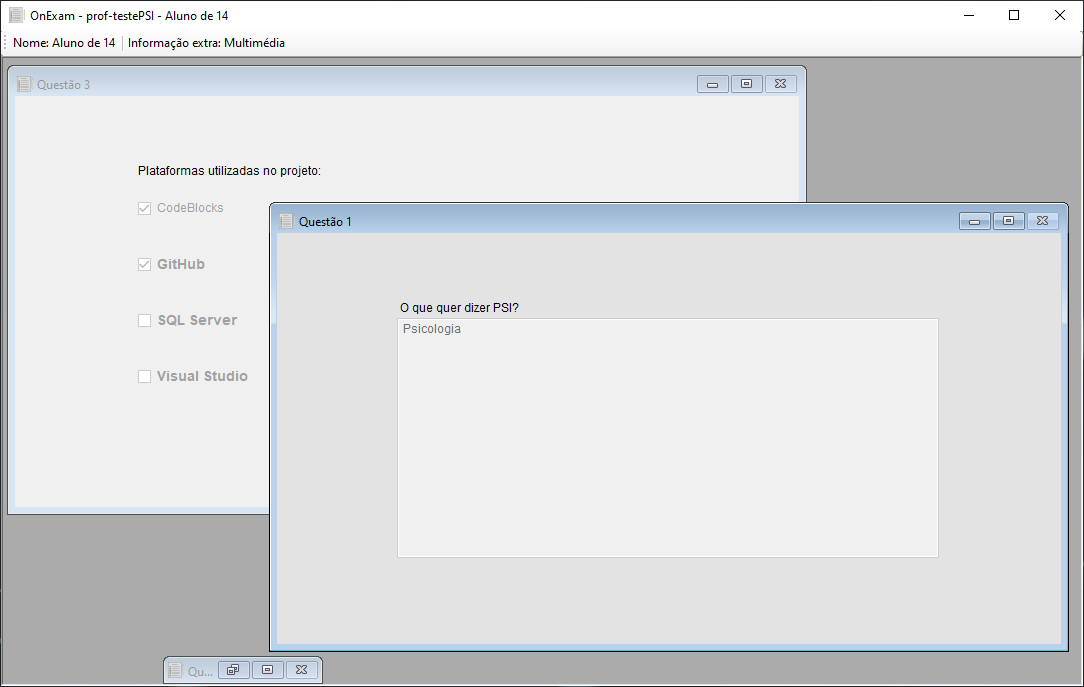 OnExam - prof-testePSI - Aluno de 14
Nome: Aluno de 14 Informação extra: Multimédia
Questão 3
Plataformas utilizadas no projeto:
CodeBlocks
GitHub
SQL Server
Visual Studio
Questão 1
O que quer dizer PSI?
Psicologia
Qu...